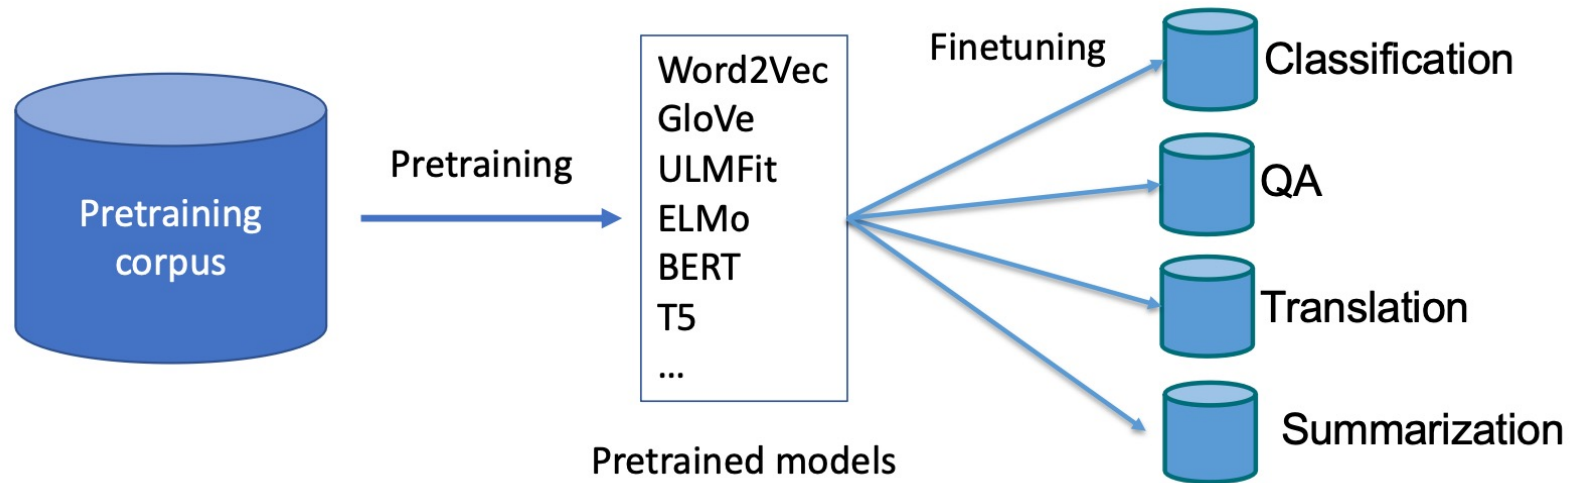 Pretraining
corpus
Pretraining
Word2Vec
GloVe
ULMFit
ELMo
BERT
T5
...
Pretrained models
Finetuning
Classification
QA
Translation
Summarization